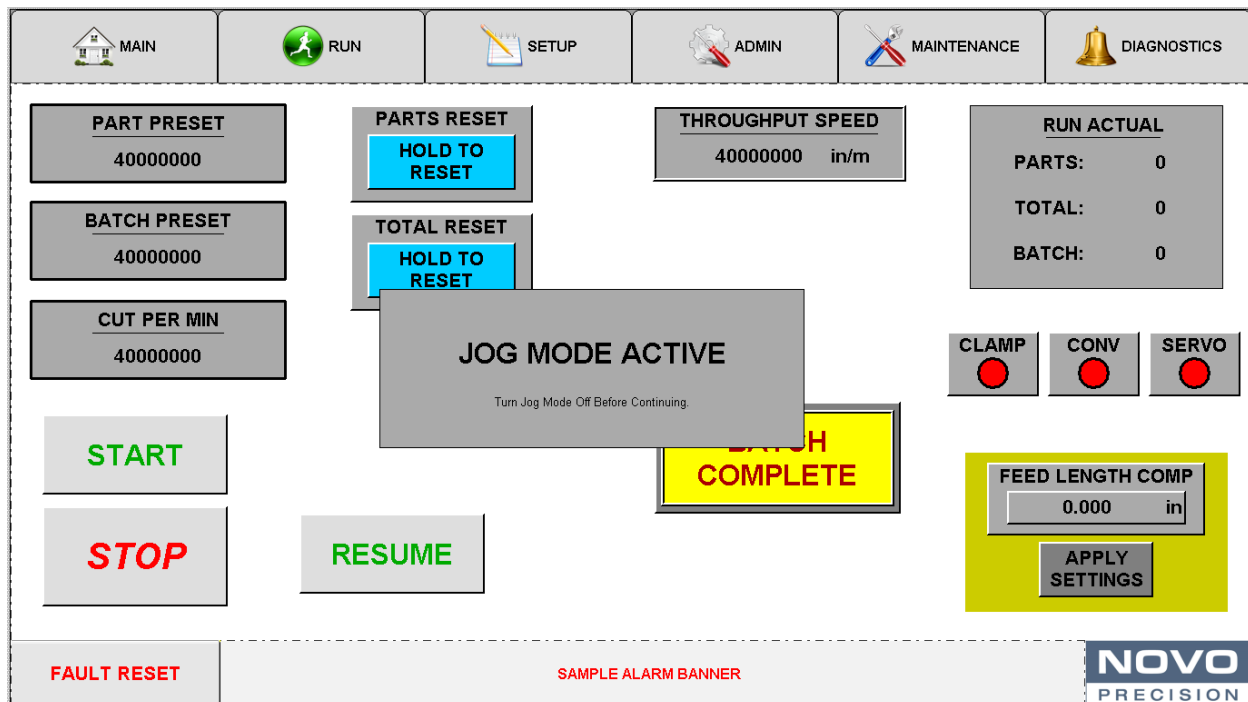 MAIN
RUN
SETUP
ADMIN
MAINTENANCE
DIAGNOSTICS
PART PRESET
40000000
BATCH PRESET
40000000
CUT PER MIN
40000000
PARTS RESET
HOLD TO
RESET
TOTAL RESET
HOLD TO
RESET
THROUGHPUT SPEED
40000000 in/m
RUN ACTUAL
PARTS: 0
TOTAL: 0
BATCH: 0
JOG MODE ACTIVE
Turn Jog Mode Off Before Continuing.
CLAMP
CONV
SERVO
START
STOP
RESUME
BATCH
COMPLETE
FEED LENGTH COMP
0.000 in
APPLY
SETTINGS
FAULT RESET
SAMPLE ALARM BANNER
NOVO
PRECISION